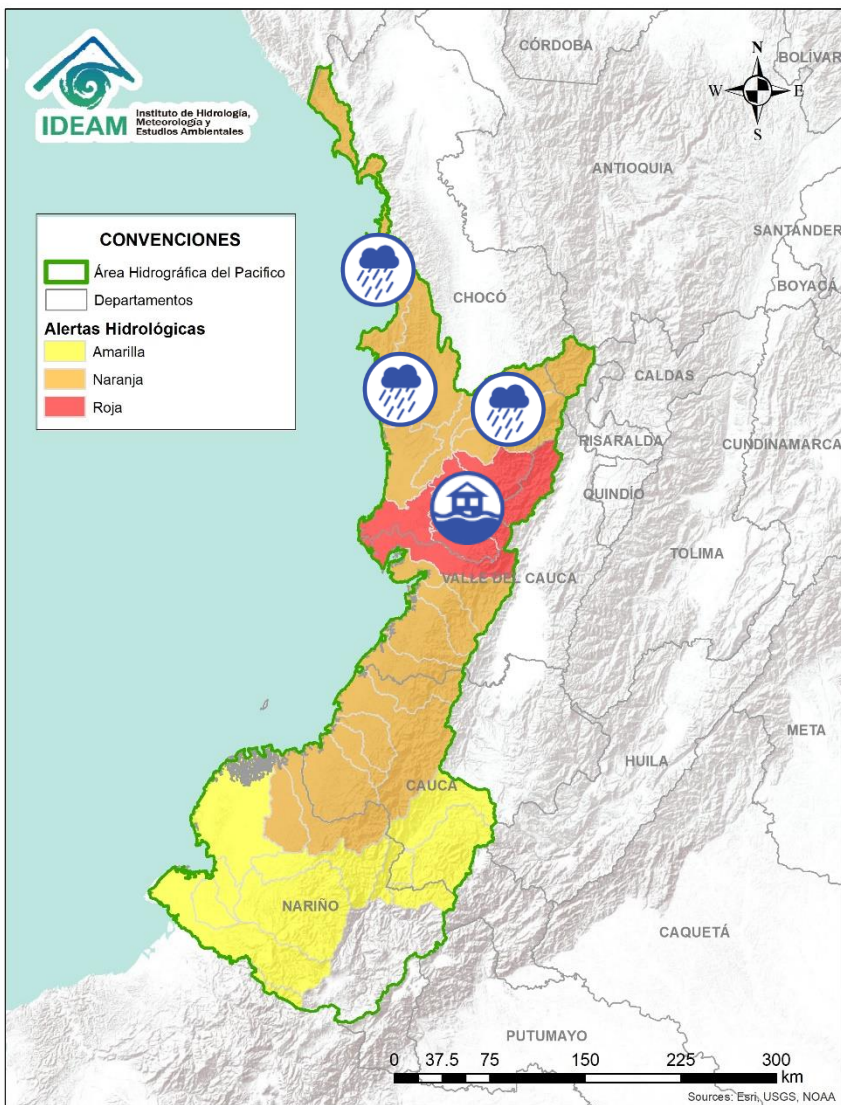 IDEAM
Instituto de Hidrología,
Meteorología y
Estudios Ambientales
N
W
E
S
CÓRDOBA
BOLÍVAR
ANTIOQUIA
SANTANDER
BOYACÁ
CHOCÓ
CALDAS
RISARALDA
CUNDINAMARCA
QUINDÍO
TOLIMA
VALLE DEL CAUCA
META
HUILA
CAUCA
NARIÑO
CAQUETÁ
PUTUMAYO
CONVENCIONES
Área Hidrográfica del Pacifico
Departamentos
Alertas Hidrológicas
Amarilla
Naranja
Roja
0 37.5 75 150 225 300
km
Sources: Esri, USGS, NOAA